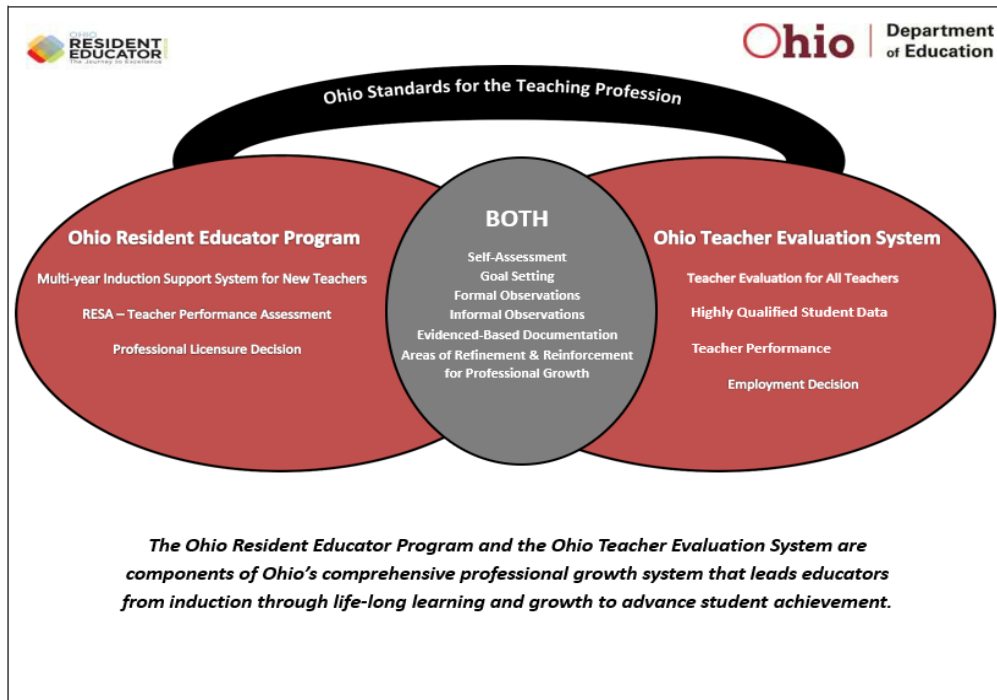 OHIO
RESIDENT
EDUCATOR
The Journey to Excellence
Ohio
Department
of Education
Ohio Standards for the Teaching Profession
Ohio Resident Educator Program
Multi-year Induction Support System for New Teachers
RESA – Teacher Performance Assessment
Professional Licensure Decision
BOTH
Self-Assessment
Goal Setting
Formal Observations
Informal Observations
Evidenced-Based Documentation
Areas of Refinement & Reinforcement
for Professional Growth
Ohio Teacher Evaluation System
Teacher Evaluation for All Teachers
Highly Qualified Student Data
Teacher Performance
Employment Decision
The Ohio Resident Educator Program and the Ohio Teacher Evaluation System are
components of Ohio’s comprehensive professional growth system that leads educators
from induction through life-long learning and growth to advance student achievement.